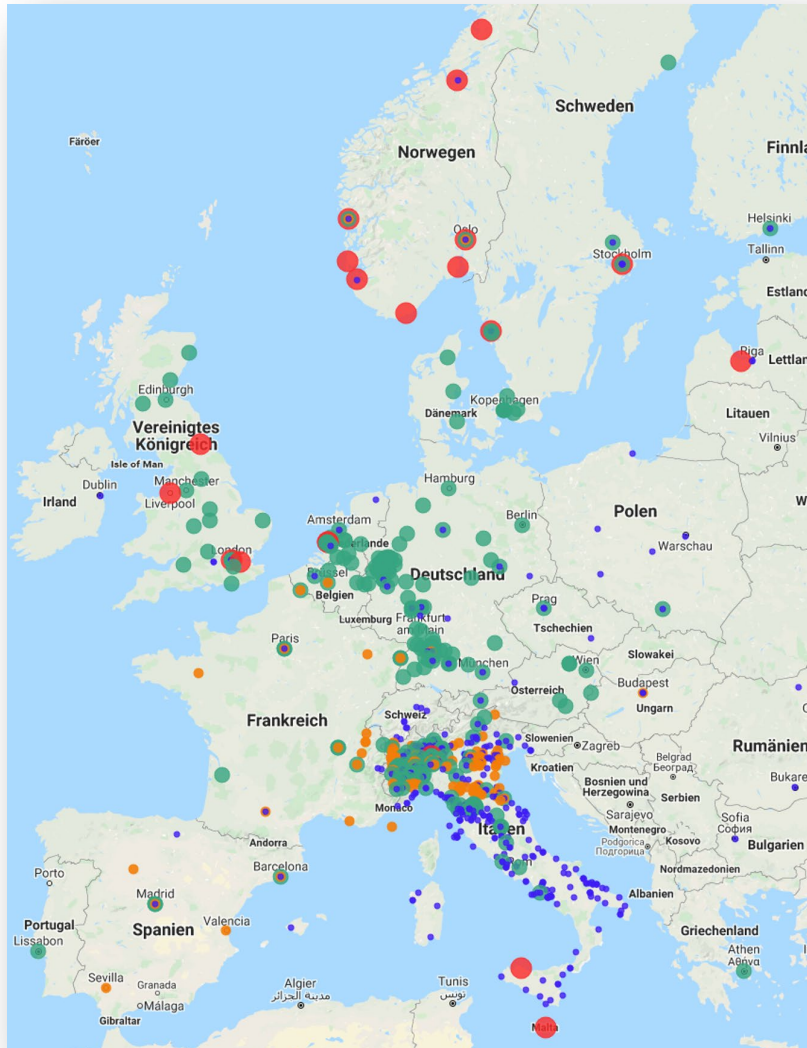 Schweden
Färöer
Norwegen
Finnla
Oslo
Helsinki
Stockholm
Tallinn
Estland
Riga
Lettlan
Edinburgh
Kopenhagen
Dänemark
Litauen
Vereinigtes
Königreich
Vilnius
Isle of Man
Dublin
Manchester
Hamburg
Irland
Liverpool
Amsterdam
Berlin
Polen
W
London
Niederlande
Warschau
Brüssel
Deutschland
Belgien
Prag
Luxemburg
Frankfurt
am Main
Tschechien
Paris
Slowakei
München
Wien
Österreich
Budapest
Schweiz
Ungarn
Frankreich
Slowenien
Zagreb
Rumänien
Kroatien
Belgrad
Београд
Bosnien und
Herzegowina
Bukare
Monaco
Serbien
Sarajevo
Sofia
София
Italien
Montenegro
Andorra
Podgorica
Подгорица
Kosovo
Bulgarien
Porto
Barcelona
Rom
Nordmazedonien
Madrid
Albanien
Portugal
Spanien
Valencia
Griechenland
Lissabon
Athen
Αθήνα
Sevilla
Granada
Algier
مدينة الجزائر
Tunis
تونس
Málaga
Gibraltar
Malta